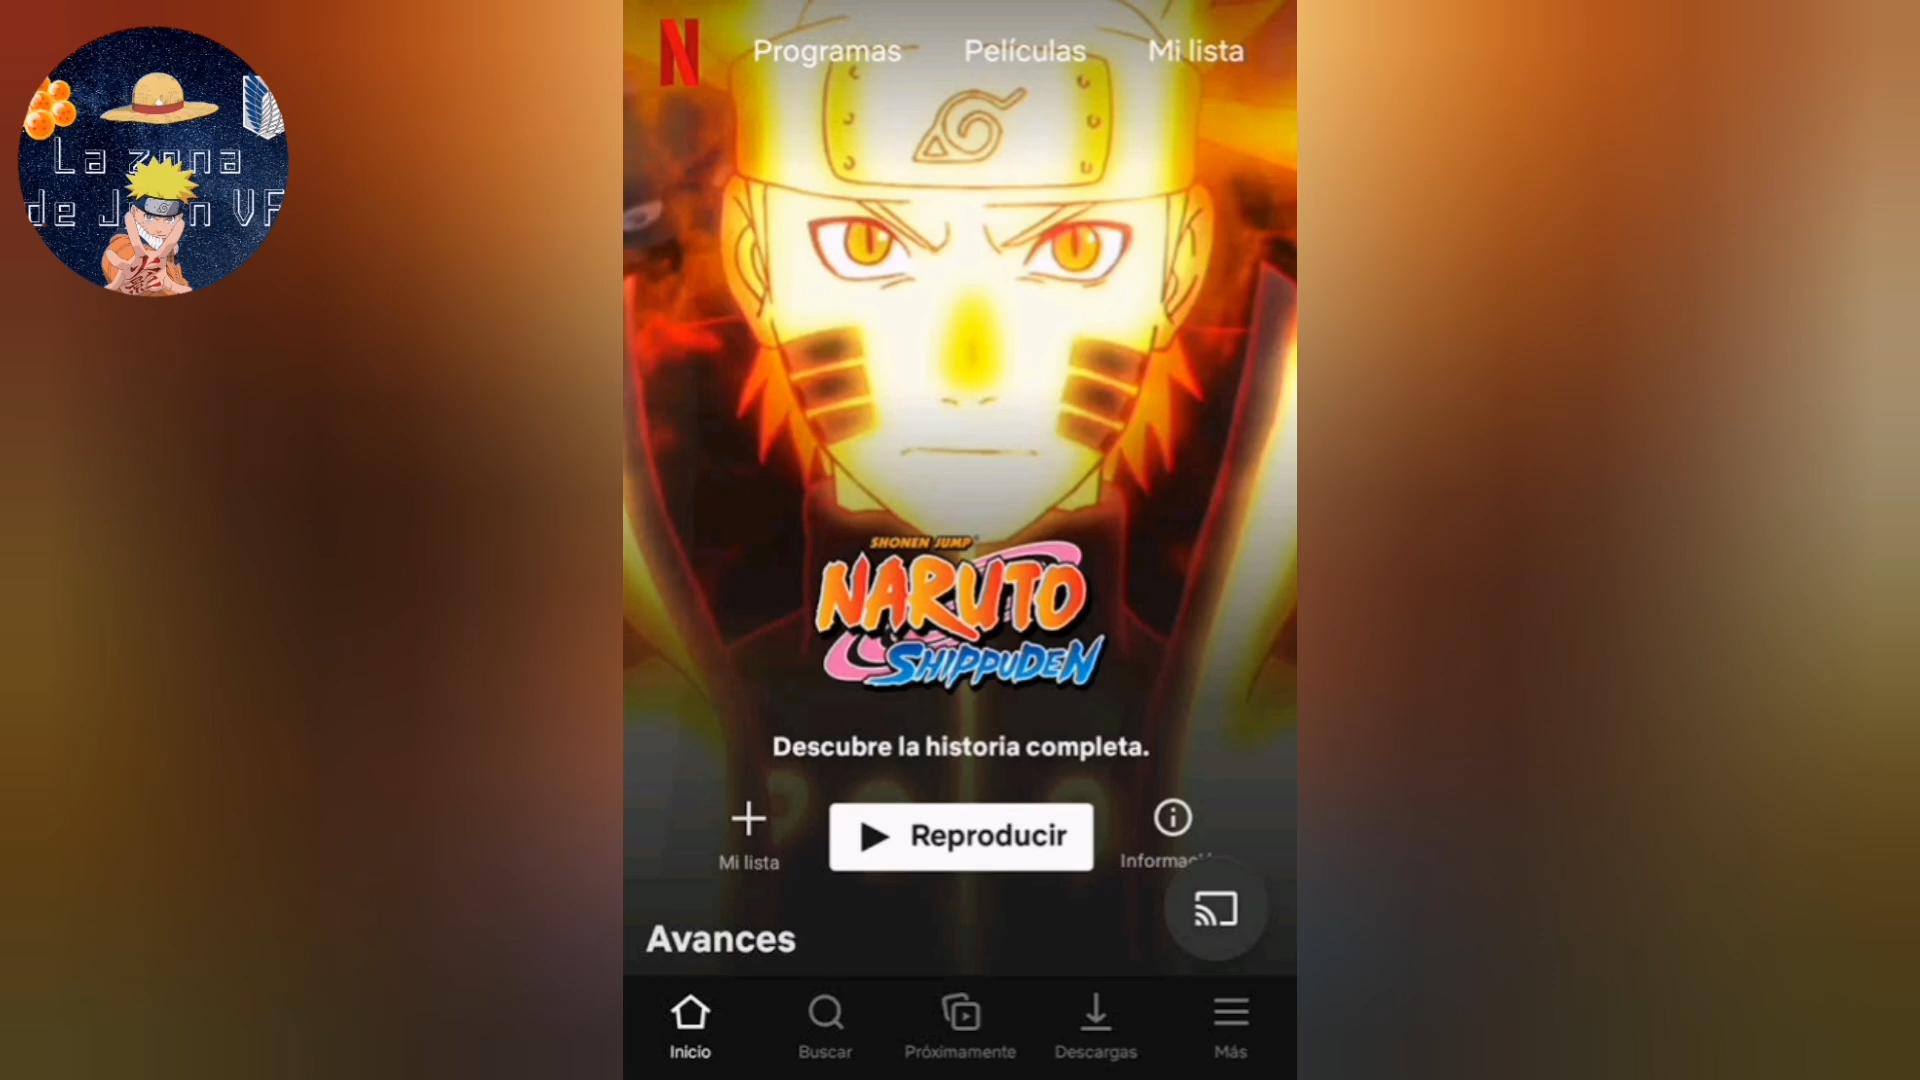 La zona
de Juan VF
N
Programas Películas Mi lista
SHONEN JUMP
NARUTO
SHIPPUDEN
Descubre la historia completa.
Mi lista
Reproducir
Avances
Inicio Buscar Próximamente Descargas Más